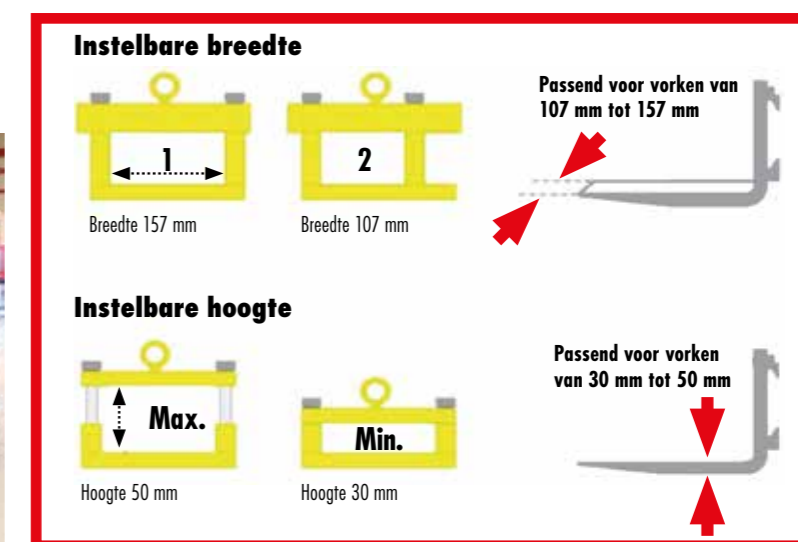 Instelbare breedte
Passend voor vorken van
107 mm tot 157 mm
1
2
Breedte 157 mm
Breedte 107 mm
Instelbare hoogte
Passend voor vorken
van 30 mm tot 50 mm
Max.
Min.
Hoogte 50 mm
Hoogte 30 mm